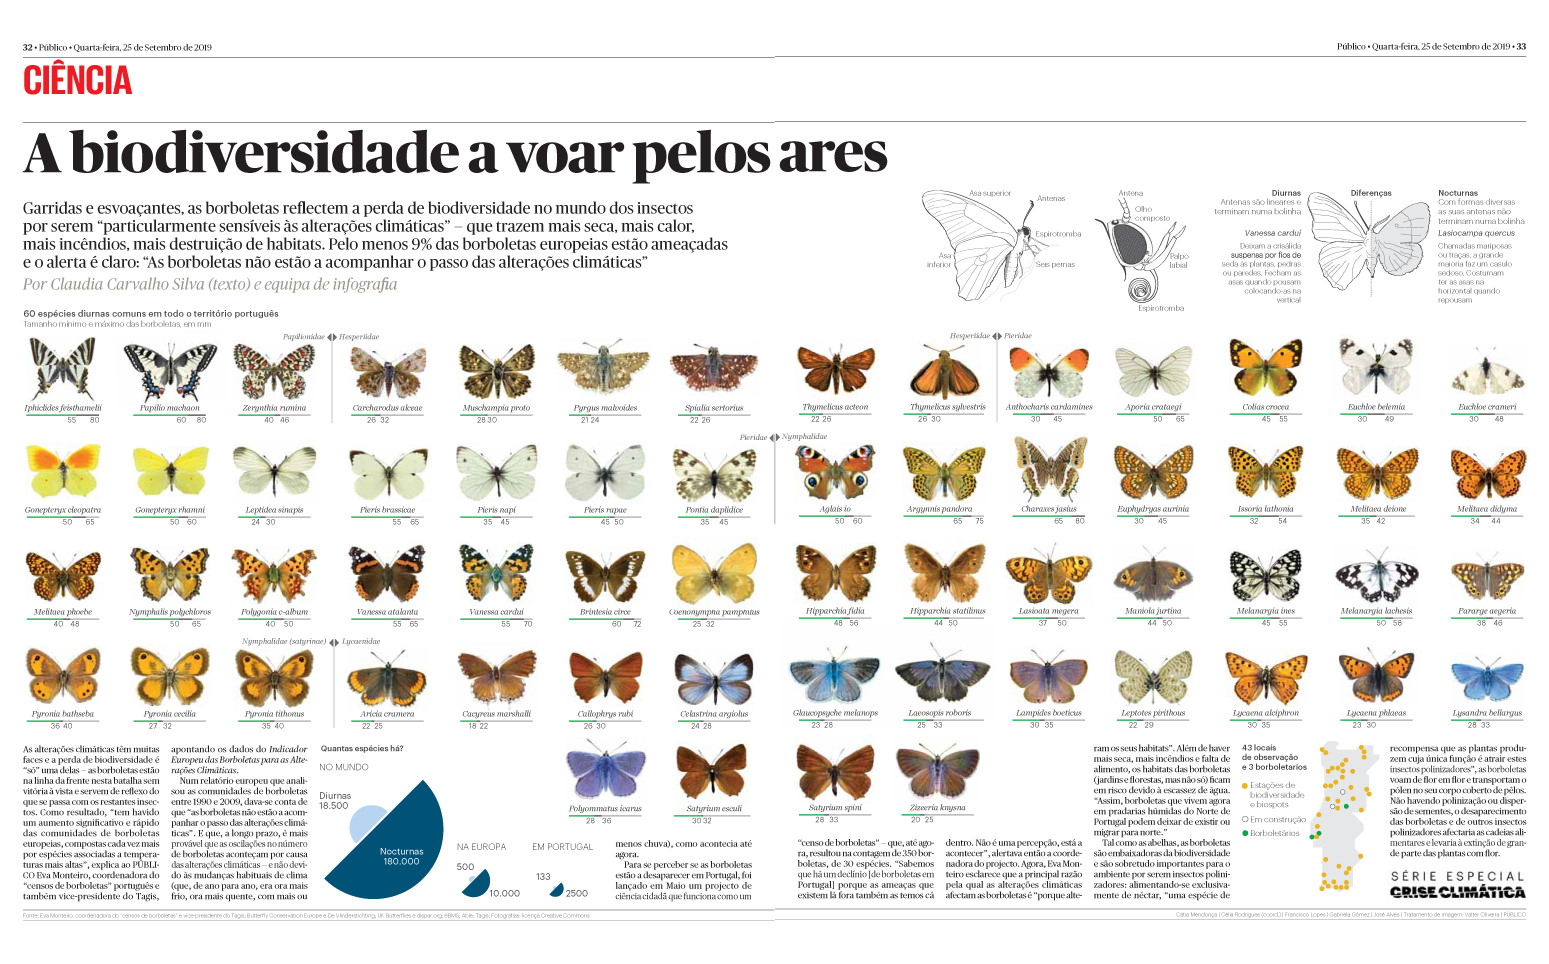 32 • Público • Quarta-feira, 25 de Setembro de 2019
Público • Quarta-feira, 25 de Setembro de 2019 • 33
CIÊNCIA
A biodiversidade a voar pelos ares
Garridas e esvoaçantes, as borboletas reflectem a perda de biodiversidade no mundo dos insectos
por serem “particularmente sensíveis às alterações climáticas” – que trazem mais seca, mais calor,
mais incêndios, mais destruição de habitats. Pelo menos 9% das borboletas europeias estão ameaçadas
e o alerta é claro: “As borboletas não estão a acompanhar o passo das alterações climáticas”
Por Claudia Carvalho Silva (texto) e equipa de infografia
Asa superior
Antenas
Espirotromba
Asa
inferior
Seis pernas
Antena
Olho
composto
Palpo
labial
Espirotromba
Diurnas
Antenas são lineares e
terminam numa bolinha
Vanessa cardui
Deixam a crisálida
suspensa por fios de
seda às plantas, pedras
ou paredes. Fecham as
asas quando pousam
colocando-as na
vertical
Diferenças
Nocturnas
Com formas diversas
as suas antenas não
terminam numa bolinha
Lasiocampa quercus
Chamadas mariposas
ou traças; a grande
maioria faz um casulo
sedoso. Costumam
ter as asas na
horizontal quando
repousam
60 espécies diurnas comuns em todo o território português
Tamanho mínimo e máximo das borboletas, em mm
Papilionidae Hesperiidae
Hesperiidae Pieridae
Iphiclides feisthamelii Papilio machaon Zerynthia rumina Carcharodus alceae Muschampia proto Pyrgus malvoides Spialia sertorius Thymelicus acteon Thymelicus sylvestris Anthocharis cardamines Aporia crataegi Colias crocea Euchloe belemia Euchloe crameri
55 80 60 80 40 46 26 32 28 30 21 24 22 26 22 26 26 30 30 45 50 65 45 55 30 49 30 48
Pieridae Nymphalidae
Gonepteryx cleopatra Gonepteryx rhamni Leptidea sinapis Pieris brassicae Pieris napi Pieris rapae Pontia daplidice Aglais io Argynnis pandora Charaxes jasius Euphydryas aurinia Issoria lathonia Melitaea deione Melitaea didyma
50 65 50 60 24 30 55 65 35 45 45 50 35 45 50 60 65 75 65 80 30 45 32 54 35 42 34 44
Melitaea phoebe Nymphalis polychloros Polygonia c-album Vanessa atalanta Vanessa cardui Brintesia circe Coenonympha pamphilus Hipparchia fidia Hipparchia statilinus Lasioata megera Maniola jurtina Melanargia ines Melanargia lachesis Pararge aegeria
40 48 50 65 40 50 55 65 55 70 60 72 25 32 48 56 44 50 37 50 44 50 45 55 50 58 38 46
Nymphalidae (satyrinae) Lycaenidae
Pyronia bathseba Pyronia cecilia Pyronia tithonus Aricia cramera Cacyreus marshalli Callophrys rubi Celastrina argiolus Glaucopsyche melanops Laeosopis roboris Lampides boeticus Leptotes pirithous Lycaena alciphron Lycaena phlaeas Lysandra bellargus
36 40 27 32 35 40 22 25 18 22 26 30 24 28 23 28 25 33 30 35 22 29 30 35 23 30 28 33
Polyommatus icarus Satyrium esculi Satyrium spini Zizeeria knysna
28 36 30 32 28 33 20 25
As alterações climáticas têm muitas
faces e a perda de biodiversidade é
“só” uma delas – as borboletas estão
na linha da frente nesta batalha sem
vitória à vista e servem de reflexo do
que se passa com os restantes insec-
tos. Como resultado, “tem havido
um aumento significativo e rápido
das comunidades de borboletas
europeias, compostas cada vez mais
por espécies associadas a tempera-
turas mais altas”, explica ao PÚBLI-
CO Eva Monteiro, coordenadora do
“censos de borboletas” português e
também vice-presidente do Tagis,
apontando os dados do Indicador
Europeu das Borboletas para as Alte-
rações Climáticas.
Num relatório europeu que anali-
sou as comunidades de borboletas
entre 1990 e 2009, dava-se conta de
que “as borboletas não estão a acom-
panhar o passo das alterações climá-
ticas”. E que, a longo prazo, é mais
provável que as oscilações no número
de borboletas aconteçam por causa
das alterações climáticas – e não devi-
do às mudanças habituais de clima
(que, de ano para ano, era ora mais
frio, ora mais quente, com mais ou
Quantas espécies há?
NO MUNDO
Diurnas
18.500
Nocturnas
180.000
NA EUROPA
500
10.000
EM PORTUGAL
133
2500
menos chuva), como acontecia até
agora.
Para se perceber se as borboletas
estão a desaparecer em Portugal, foi
lançado em Maio um projecto de
ciência cidadã que funciona como um
“censo de borboletas” – que, até ago-
ra, resultou na contagem de 350 bor-
boletas, de 30 espécies. “Sabemos
que há um declínio [de borboletas em
Portugal] porque as ameaças que
existem lá fora também as temos cá
dentro. Não é uma percepção, está a
acontecer”, alertava então a coorde-
nadora do projecto. Agora, Eva Mon-
teiro esclarece que a principal razão
pela qual as alterações climáticas
afectam as borboletas é “porque alte-
ram os seus habitats”. Além de haver
mais seca, mais incêndios e falta de
alimento, os habitats das borboletas
(jardins e florestas, mas não só) ficam
em risco devido à escassez de água.
“Assim, borboletas que vivem agora
em pradarias húmidas do Norte de
Portugal podem deixar de existir ou
migrar para norte.”
Tal como as abelhas, as borboletas
são embaixadoras da biodiversidade
e são sobretudo importantes para o
ambiente por serem insectos polini-
zadores: alimentando-se exclusiva-
mente de néctar, “uma espécie de
43 locais
de observação
e 3 borboletários
Estações de
biodiversidade
e biospots
Em construção
Borboletários
recompensa que as plantas produ-
zem cuja única função é atrair estes
insectos polinizadores”, as borboletas
voam de flor em flor e transportam o
pólen no seu corpo coberto de pêlos.
Não havendo polinização ou disper-
são de sementes, o desaparecimento
das borboletas e de outros insectos
polinizadores afectaria as cadeias ali-
mentares e levaria à extinção de gran-
de parte das plantas com flor.
SÉRIE ESPECIAL
CRISE CLIMÁTICA
Fonte: Eva Monteiro, coordenadora do “censos de borboletas” e vice-presidente do Tagis; Butterfly Conservation Europe e De Vlinderstichting; UK Butterflies e dispar.org; eBMS; Able; Tagis; Fotografias: licença Creative Commons
Cátia Mendonça | Célia Rodrigues (coord.) | Francisco Lopes | Gabriela Gómez | José Alves | Tratamento de imagem: Valter Oliveira | PÚBLICO